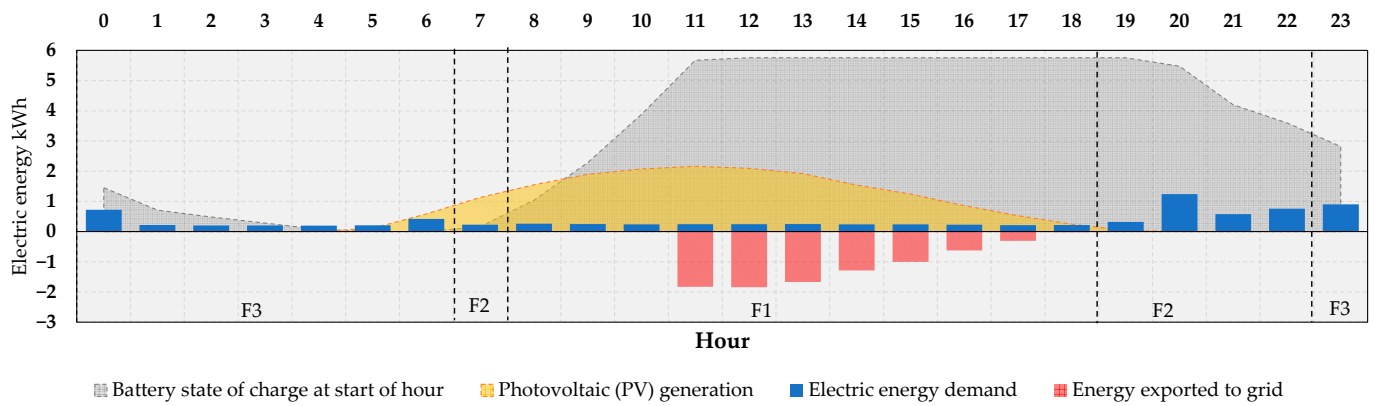 0 1 2 3 4 5 6 7 8 9 10 11 12 13 14 15 16 17 18 19 20 21 22 23
Electric energy kWh
6
5
4
3
2
1
0
−1
−2
−3
F3 F2 F1 F2 F3
Hour
Battery state of charge at start of hour Photovoltaic (PV) generation Electric energy demand Energy exported to grid